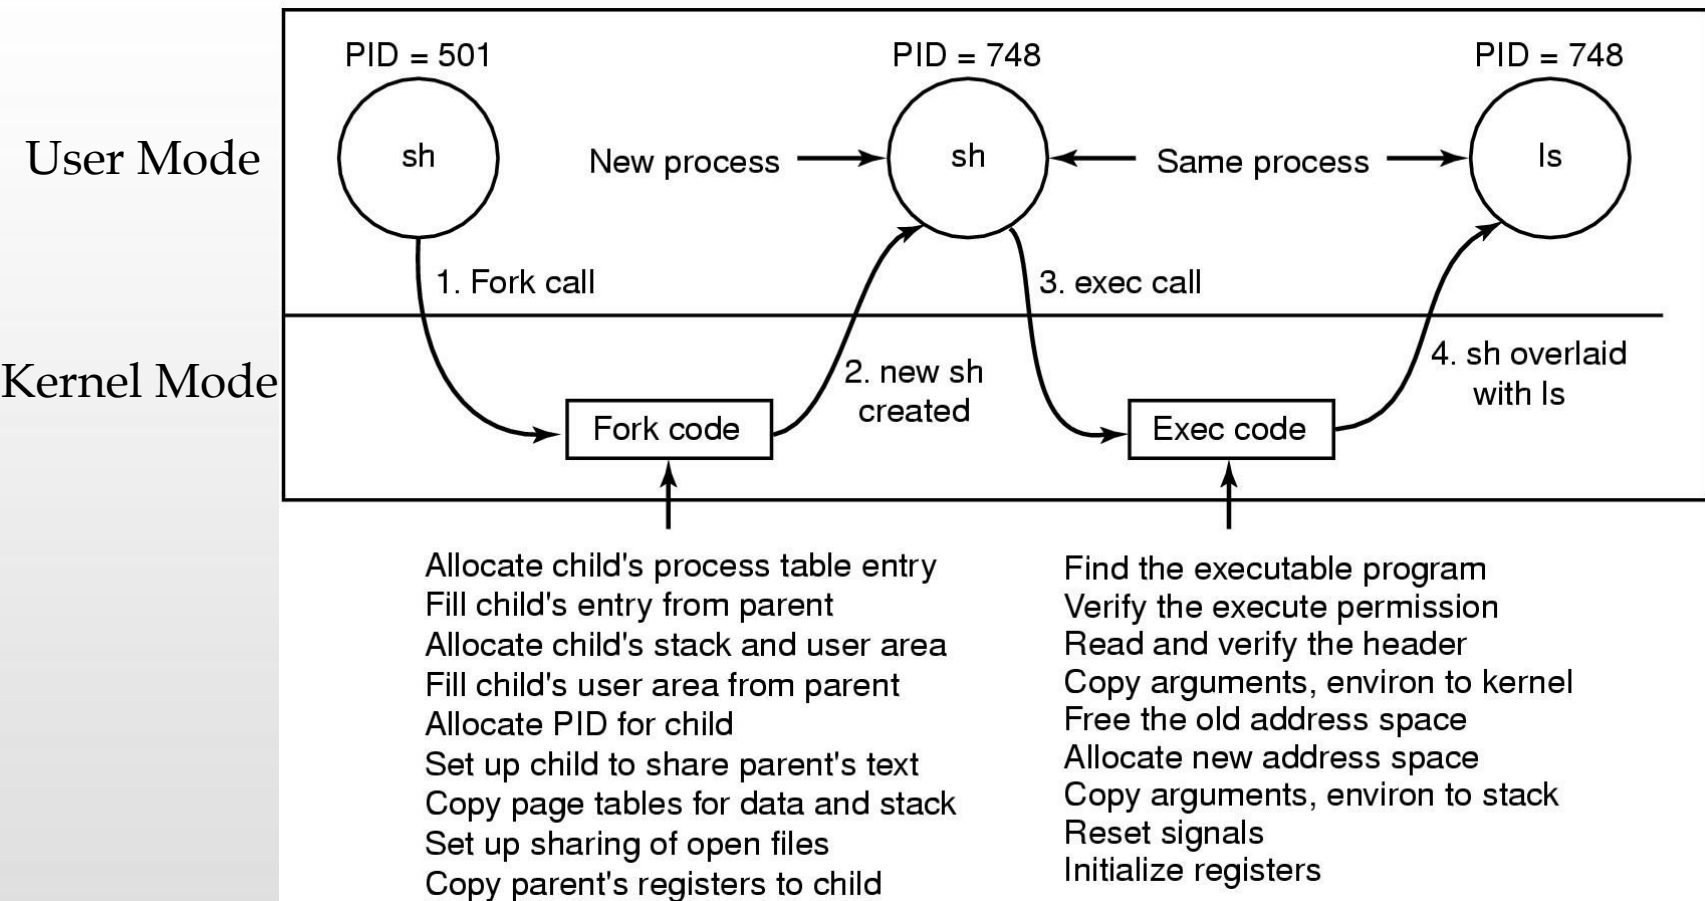 PID = 501
PID = 748
PID = 748
User Mode
sh
New process
sh
Same process
ls
1. Fork call
3. exec call
Kernel Mode
2. new sh
created
4. sh overlaid
with ls
Fork code
Exec code
Allocate child's process table entry
Fill child's entry from parent
Allocate child's stack and user area
Fill child's user area from parent
Allocate PID for child
Set up child to share parent's text
Copy page tables for data and stack
Set up sharing of open files
Copy parent's registers to child
Find the executable program
Verify the execute permission
Read and verify the header
Copy arguments, environ to kernel
Free the old address space
Allocate new address space
Copy arguments, environ to stack
Reset signals
Initialize registers